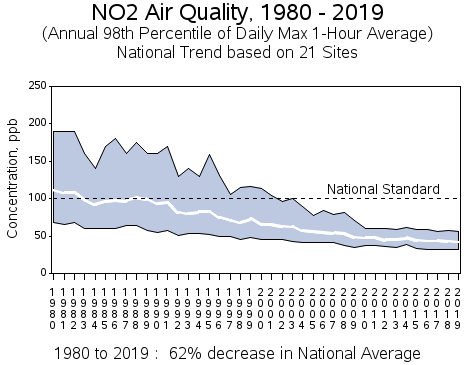 NO2 Air Quality, 1980 - 2019
(Annual 98th Percentile of Daily Max 1-Hour Average)
National Trend based on 21 Sites
Concentration, ppb
250
200
150
100
50
0
National Standard
1980 1981 1982 1983 1984 1985 1986 1987 1988 1989 1990 1991 1992 1993 1994 1995 1996 1997 1998 1999 2000 2001 2002 2003 2004 2005 2006 2007 2008 2009 2010 2011 2012 2013 2014 2015 2016 2017 2018 2019
1980 to 2019 : 62% decrease in National Average